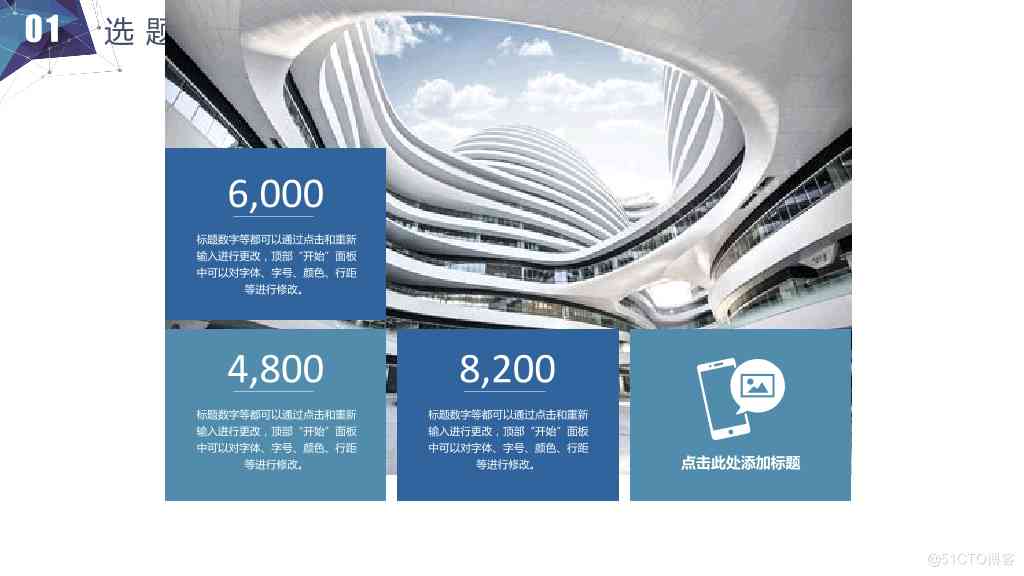 01
选题
6,000
标题数字等都可以通过点击和重新
输入进行更改，顶部“开始”面板
中可以对字体、字号、颜色、行距
等进行修改。
4,800
标题数字等都可以通过点击和重新
输入进行更改，顶部“开始”面板
中可以对字体、字号、颜色、行距
等进行修改。
8,200
标题数字等都可以通过点击和重新
输入进行更改，顶部“开始”面板
中可以对字体、字号、颜色、行距
等进行修改。
点击此处添加标题
@51CTO博客